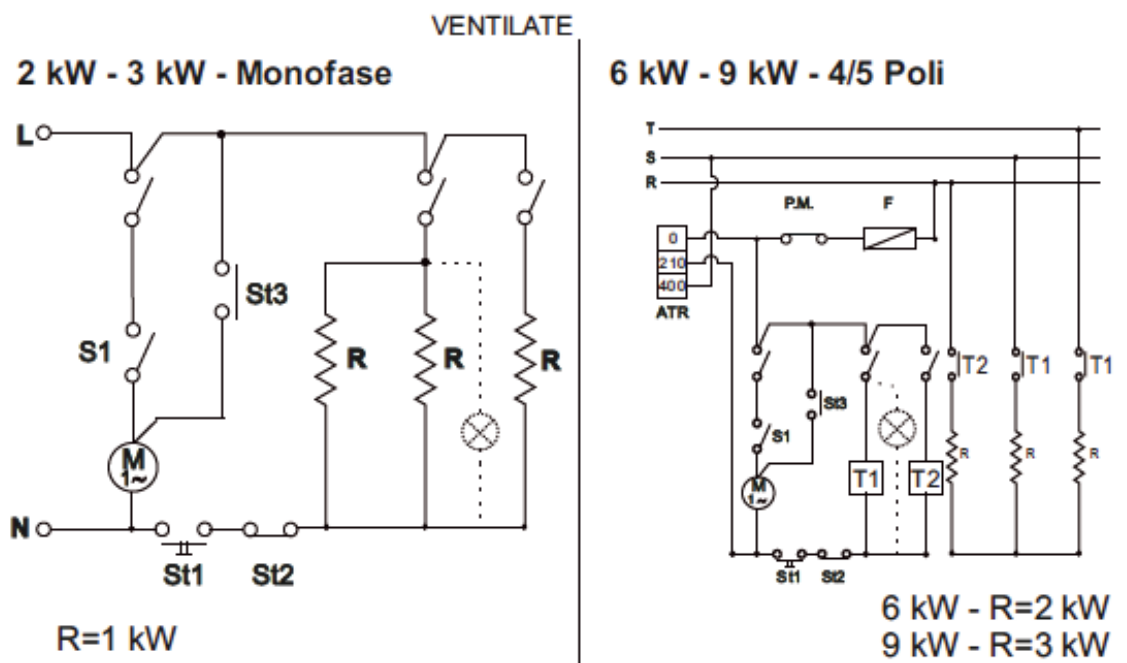 VENTILATE
2 kW - 3 kW - Monofase
L
St3
S1
R
R
R
M
1~
N
St1
St2
R=1 kW
6 kW - 9 kW - 4/5 Poli
T
S
R
P.M.
F
0
210
400
ATR
T2
T1
T1
St3
S1
R
R
R
T1
T2
M
1~
St1
St2
6 kW - R=2 kW
9 kW - R=3 kW